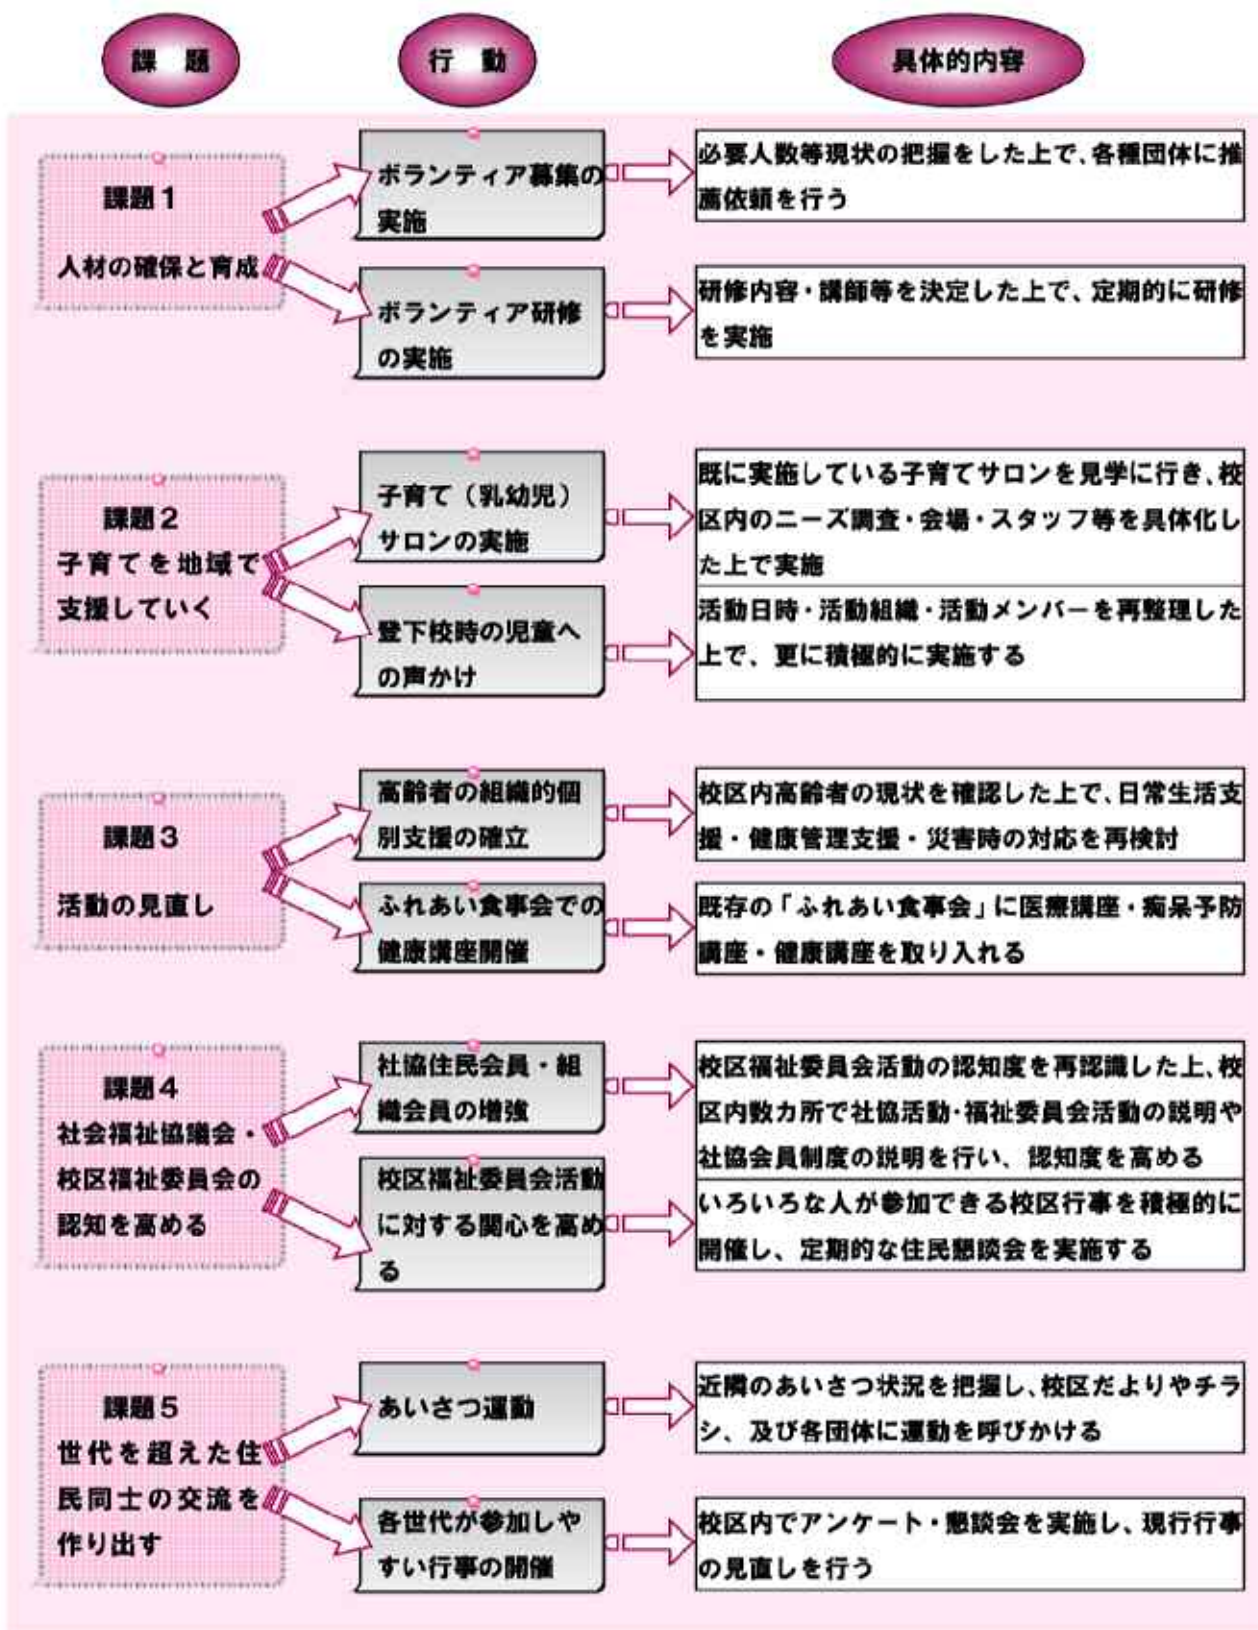 課題
行動
具体的内容
課題1
人材の確保と育成
ボランティア募集の
実施
必要人数等現状の把握をした上で、各種団体に推
薦依頼を行う
ボランティア研修
の実施
研修内容・講師等を決定した上で、定期的に研修
を実施
課題2
子育てを地域で
支援していく
子育て（乳幼児）
サロンの実施
既に実施している子育てサロンを見学に行き、校
区内のニーズ調査・会場・スタッフ等を具体化し
た上で実施
登下校時の児童へ
の声かけ
活動日時・活動組織・活動メンバーを再整理した
上で、更に積極的に実施する
課題3
活動の見直し
高齢者の組織的個
別支援の確立
校区内高齢者の現状を確認した上で、日常生活支
援・健康管理支援・災害時の対応を再検討
ふれあい食事会での
健康講座開催
既存の「ふれあい食事会」に医療講座・痴呆予防
講座・健康講座を取り入れる
課題4
社会福祉協議会・
校区福祉委員会の
認知を高める
社協住民会員・組
織会員の増強
校区福祉委員会活動の認知度を再認識した上、校
区内数カ所で社協活動・福祉委員会活動の説明や
社協会員制度の説明を行い、認知度を高める
校区福祉委員会活動
に対する関心を高め
る
いろいろな人が参加できる校区行事を積極的に
開催し、定期的な住民懇談会を実施する
課題5
世代を超えた住
民同士の交流を
作り出す
あいさつ運動
近隣のあいさつ状況を把握し、校区だよりやチラ
シ、及び各団体に運動を呼びかける
各世代が参加しや
すい行事の開催
校区内でアンケート・懇談会を実施し、現行行事
の見直しを行う